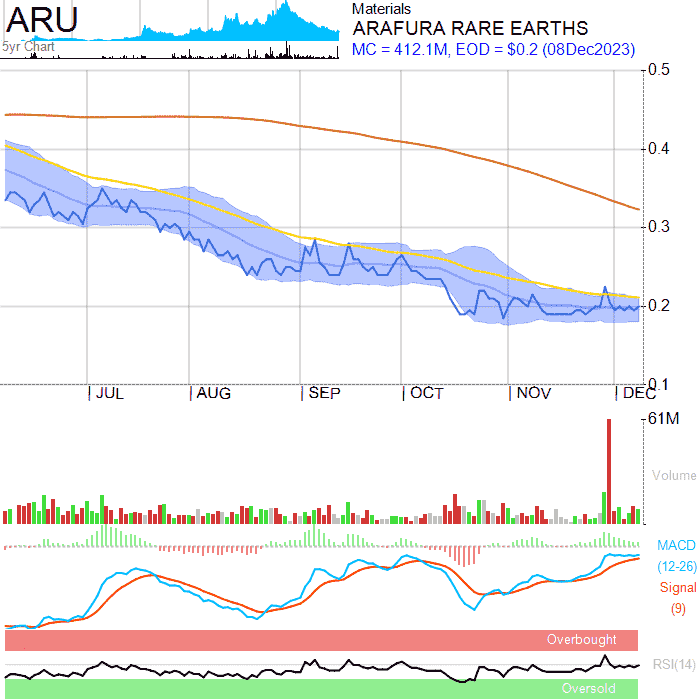 ARU
5yr Chart
Materials
ARAFURA RARE EARTHS
MC = 412.1M, EOD = $0.2 (08Dec2023)
0.5
0.4
0.3
0.2
0.1
JUL AUG SEP OCT NOV DEC
61M
Volume
MACD
(12-26)
Signal
(9)
Overbought
RSI(14)
Oversold